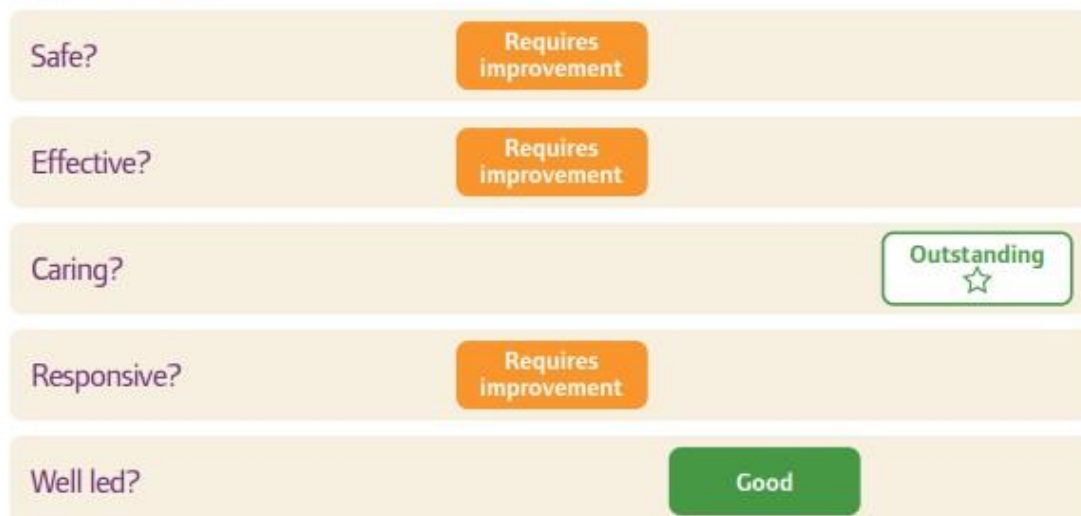 Safe?
Requires
improvement
Effective?
Requires
improvement
Caring?
Outstanding
Responsive?
Requires
improvement
Well led?
Good